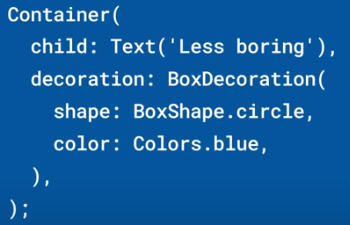 Container(
  child: Text('Less boring'),
  decoration: BoxDecoration(
    shape: BoxShape.circle,
    color: Colors.blue,
  ),
);